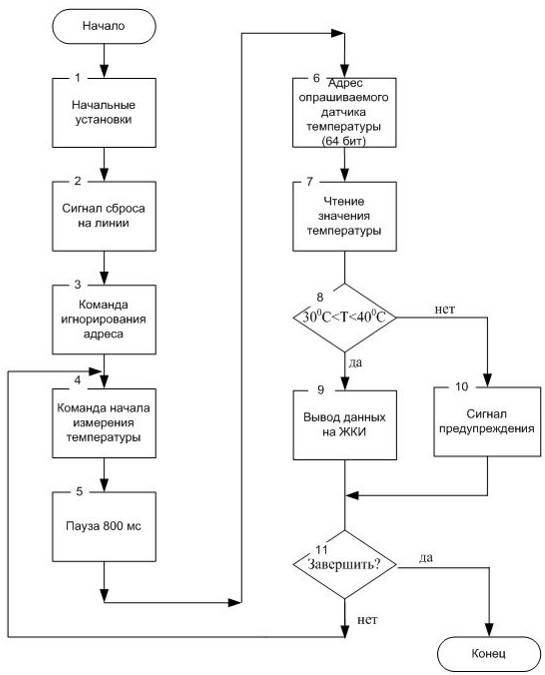 Начало
1
Начальные
установки
2
Сигнал сброса
на линии
3
Команда
игнорирования
адреса
4
Команда начала
измерения
температуры
5
Пауза 800 мс
6
Адрес
опрашиваемого
датчика
температуры
(64 бит)
7
Чтение
значения
температуры
8
30⁰C<T<40⁰C
нет
да
9
Вывод данных
на ЖКИ
10
Сигнал
предупреждения
11
Завершить?
да
нет
Конец